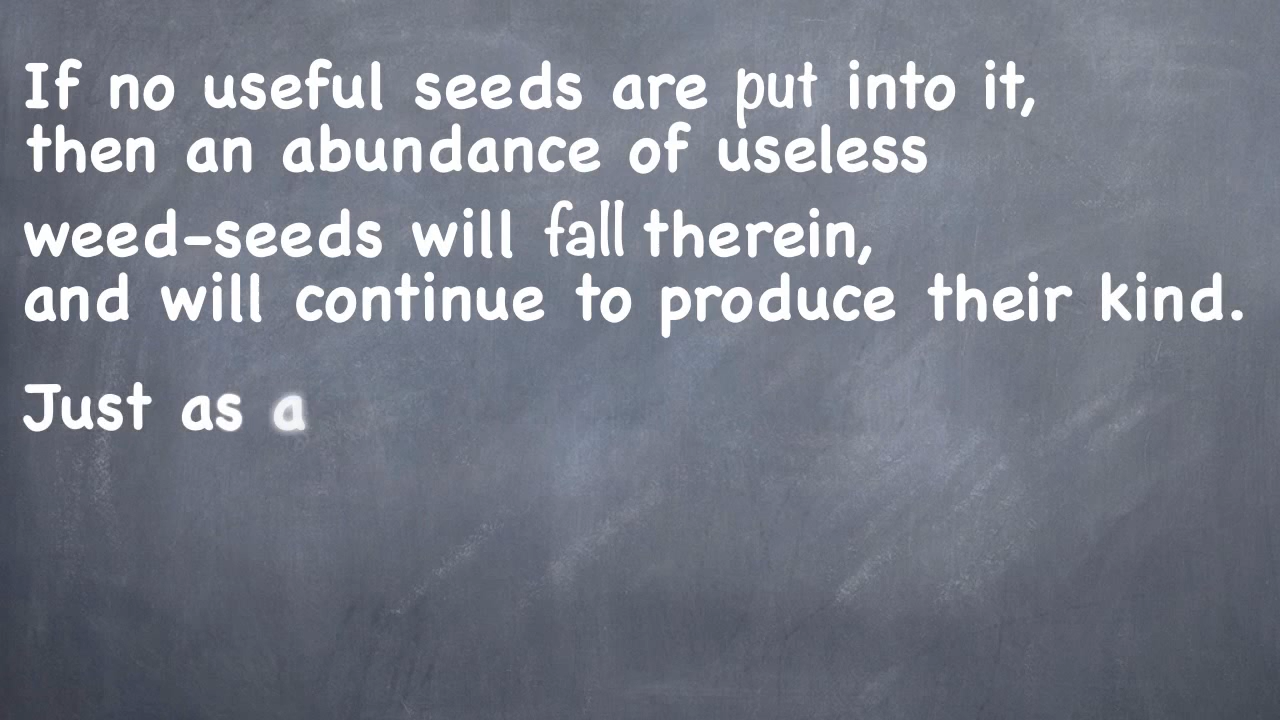 If no useful seeds are put into it,
then an abundance of useless
weed-seeds will fall therein,
and will continue to produce their kind.
Just as a